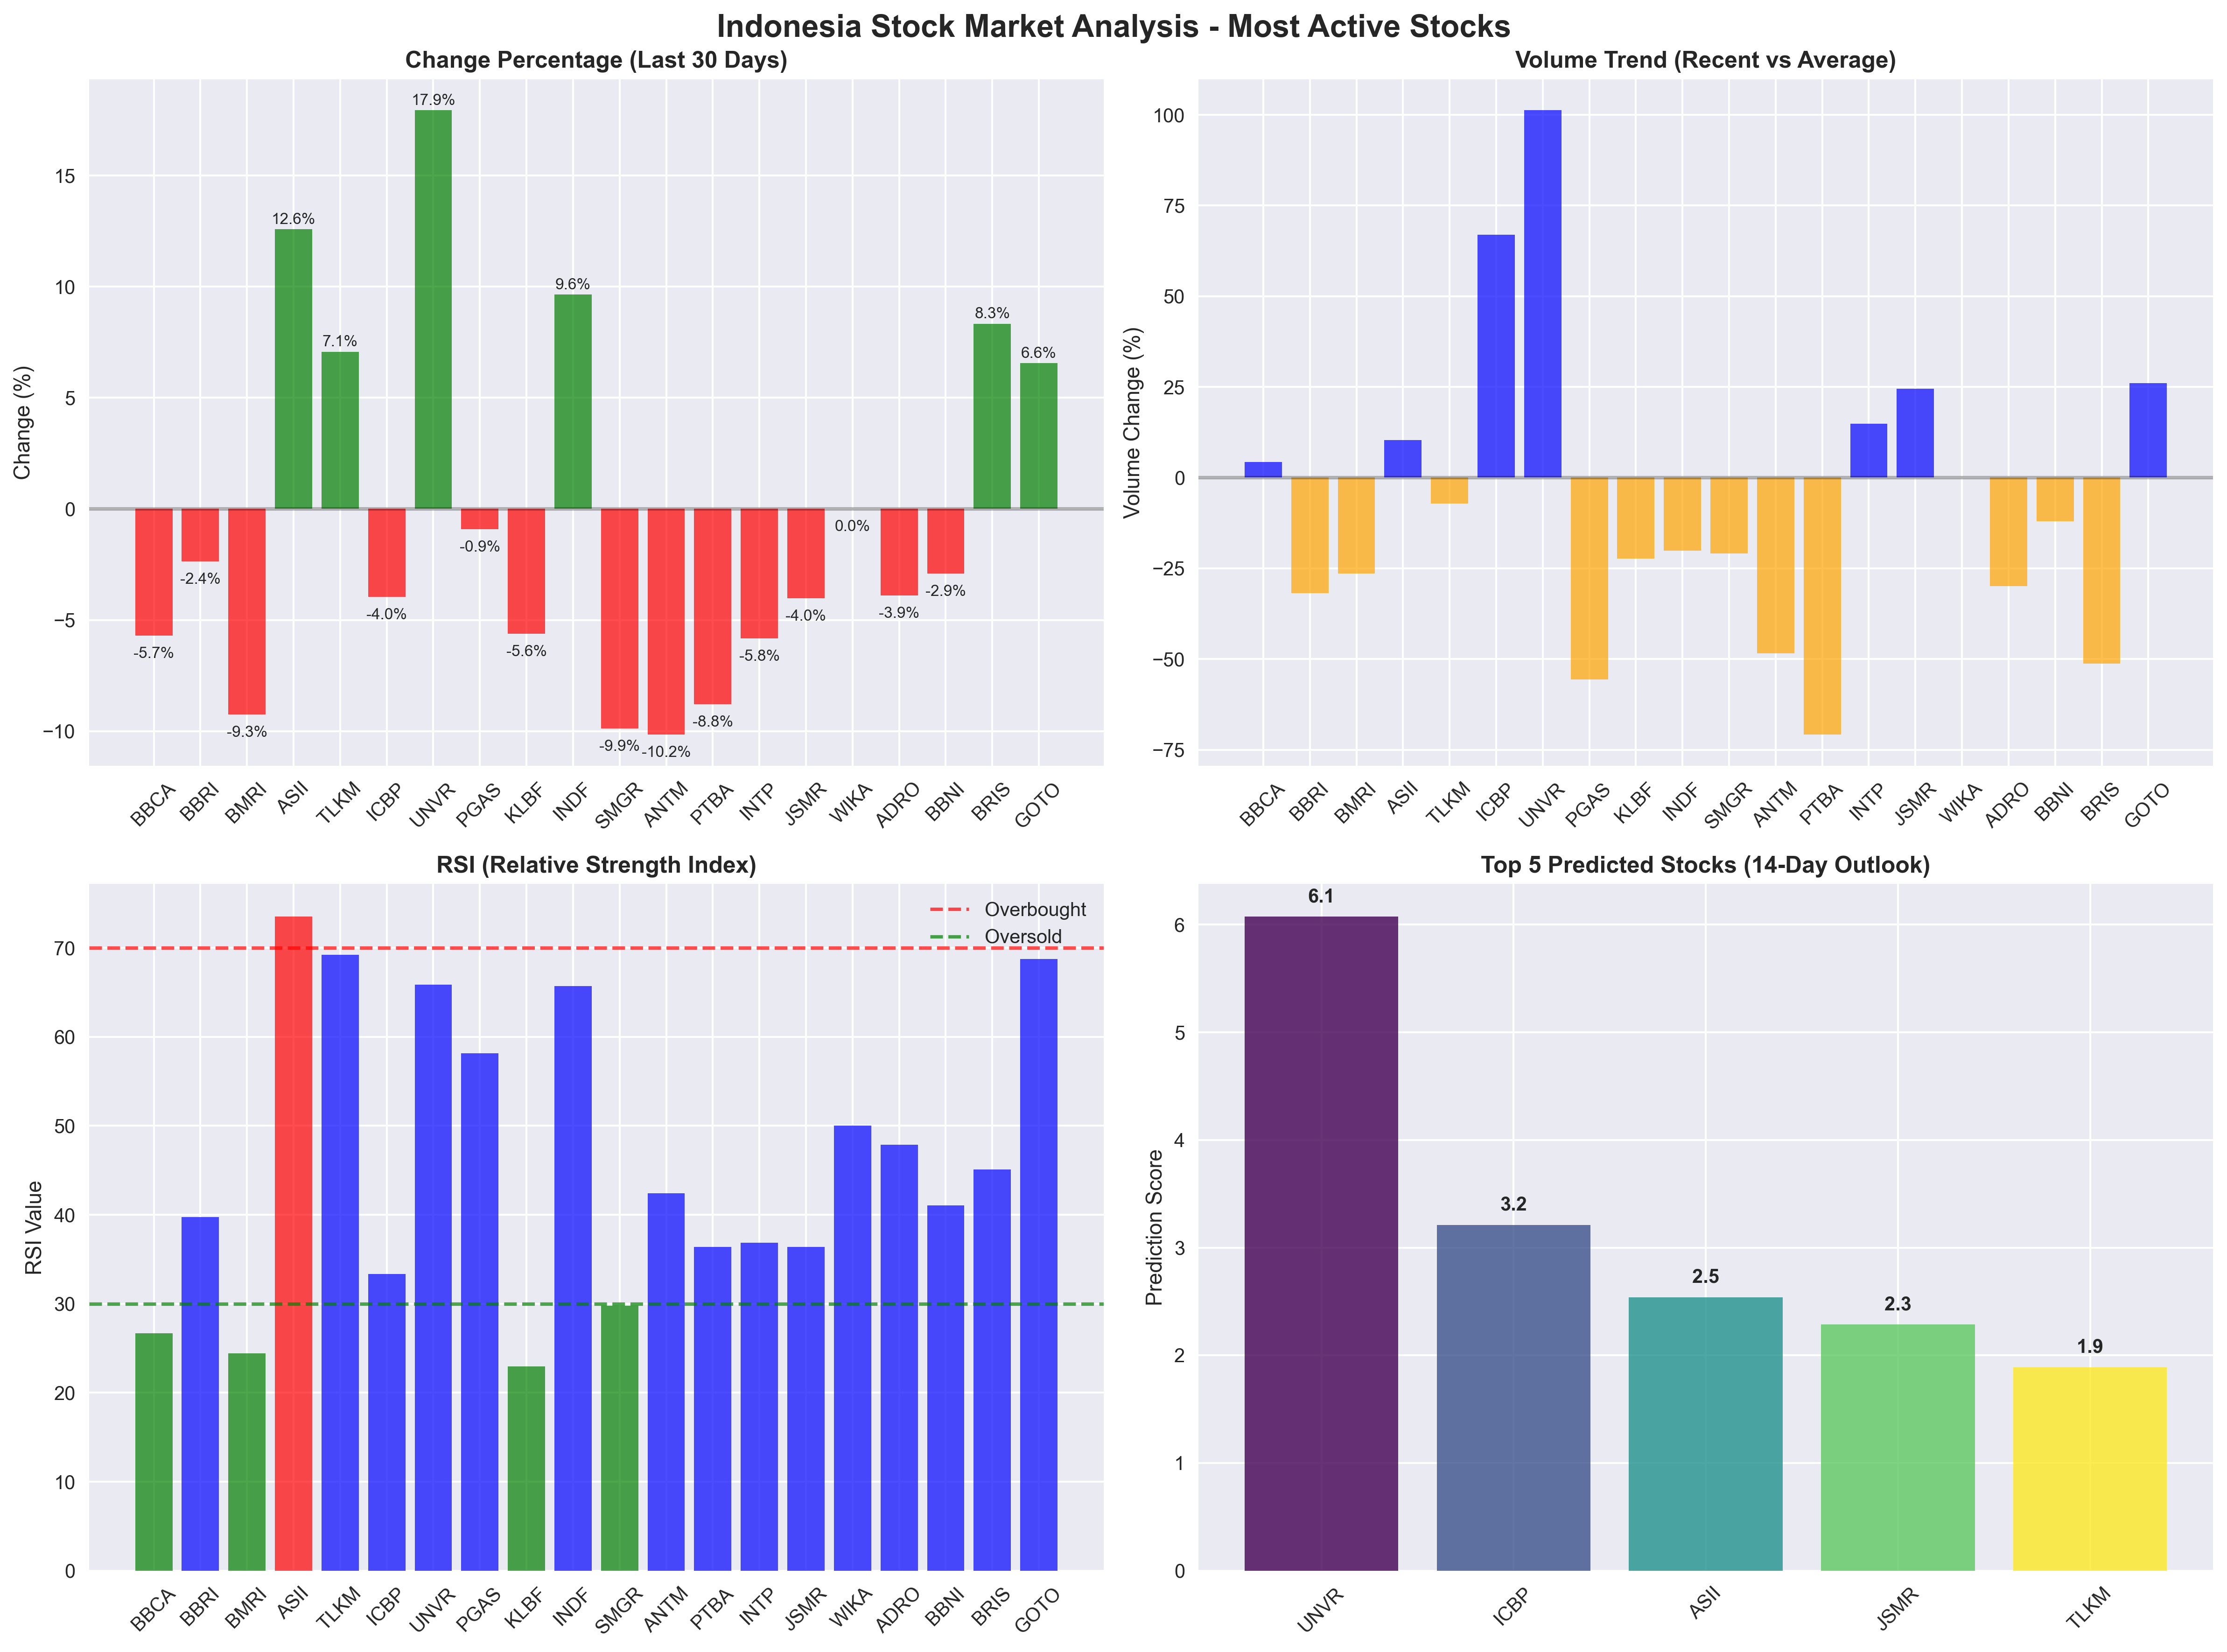 Indonesia Stock Market Analysis - Most Active Stocks
Change Percentage (Last 30 Days)
Change (%)
15
10
5
0
−5
−10
-5.7%
-2.4%
-9.3%
12.6%
7.1%
-4.0%
17.9%
-0.9%
-5.6%
9.6%
-9.9%
-10.2%
-8.8%
-5.8%
-4.0%
0.0%
-3.9%
-2.9%
8.3%
6.6%
BBCA
BBRI
BMRI
ASII
TLKM
ICBP
UNVR
PGAS
KLBF
INDF
SMGR
ANTM
PTBA
INTP
JSMR
WIKA
ADRO
BBNI
BRIS
GOTO
Volume Trend (Recent vs Average)
Volume Change (%)
100
75
50
25
0
−25
−50
−75
BBCA
BBRI
BMRI
ASII
TLKM
ICBP
UNVR
PGAS
KLBF
INDF
SMGR
ANTM
PTBA
INTP
JSMR
WIKA
ADRO
BBNI
BRIS
GOTO
RSI (Relative Strength Index)
RSI Value
Overbought
Oversold
70
60
50
40
30
20
10
0
BBCA
BBRI
BMRI
ASII
TLKM
ICBP
UNVR
PGAS
KLBF
INDF
SMGR
ANTM
PTBA
INTP
JSMR
WIKA
ADRO
BBNI
BRIS
GOTO
Top 5 Predicted Stocks (14-Day Outlook)
Prediction Score
6
5
4
3
2
1
0
6.1
3.2
2.5
2.3
1.9
UNVR
ICBP
ASII
JSMR
TLKM